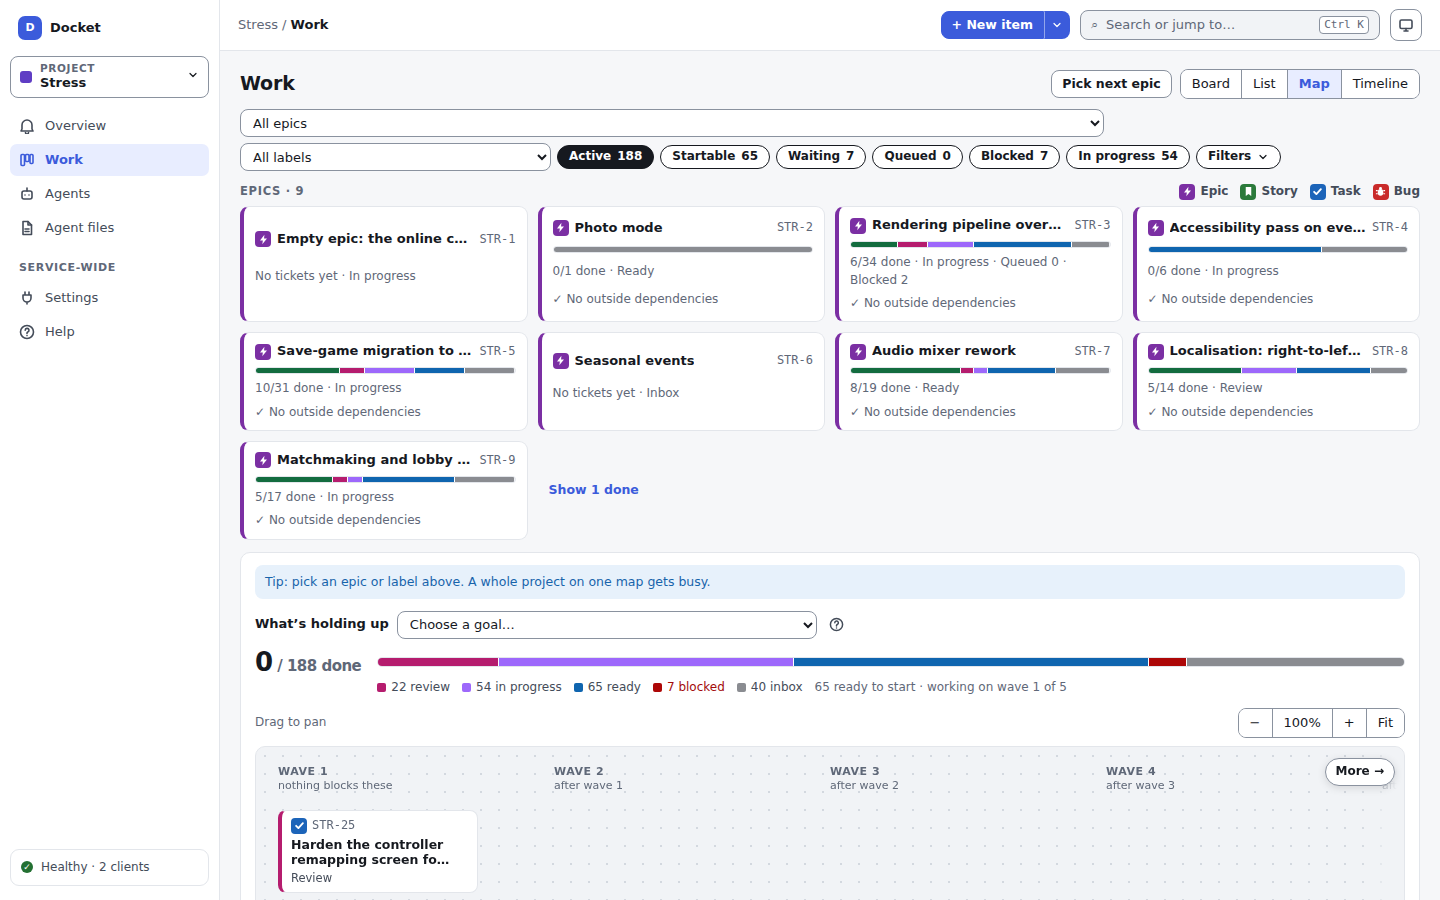 D Docket
PROJECT
Stress
Overview
Work
Agents
Agent files
SERVICE-WIDE
Settings
Help
Healthy · 2 clients
Stress / Work
+ New item
Search or jump to…
Ctrl K
Work
Pick next epic
Board List Map Timeline
All epics
All labels
Active 188
Startable 65
Waiting 7
Queued 0
Blocked 7
In progress 54
Filters
EPICS · 9
Epic Story Task Bug
Empty epic: the online c… STR-1
No tickets yet · In progress
Photo mode STR-2
0/1 done · Ready
✓ No outside dependencies
Rendering pipeline over… STR-3
6/34 done · In progress · Queued 0 ·
Blocked 2
✓ No outside dependencies
Accessibility pass on eve… STR-4
0/6 done · In progress
✓ No outside dependencies
Save-game migration to … STR-5
10/31 done · In progress
✓ No outside dependencies
Seasonal events STR-6
No tickets yet · Inbox
Audio mixer rework STR-7
8/19 done · Ready
✓ No outside dependencies
Localisation: right-to-lef… STR-8
5/14 done · Review
✓ No outside dependencies
Matchmaking and lobby … STR-9
5/17 done · In progress
✓ No outside dependencies
Show 1 done
Tip: pick an epic or label above. A whole project on one map gets busy.
What’s holding up Choose a goal…
0 / 188 done
22 review 54 in progress 65 ready 7 blocked 40 inbox 65 ready to start · working on wave 1 of 5
Drag to pan
− 100% + Fit
WAVE 1
nothing blocks these
WAVE 2
after wave 1
WAVE 3
after wave 2
WAVE 4
after wave 3
More →
STR-25
Harden the controller
remapping screen fo…
Review